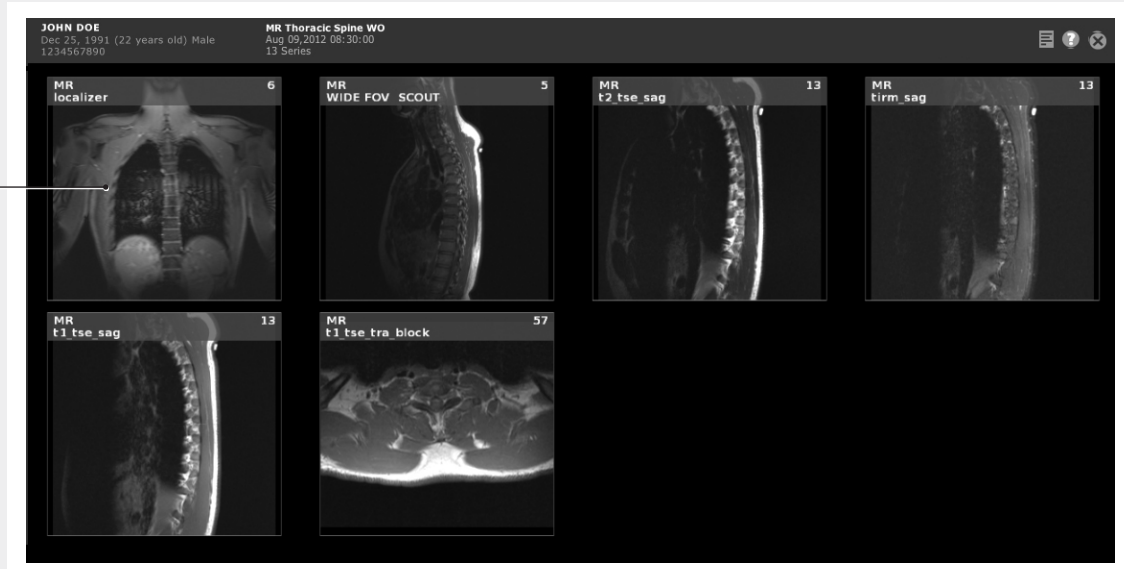 JOHN DOE
Dec 25, 1991 (22 years old) Male
1234567890
MR Thoracic Spine WO
Aug 09,2012 08:30:00
13 Series
?
MR 6
localizer
MR 5
WIDE FOV SCOUT
MR 13
t2_tse_sag
MR 13
tirm_sag
MR 13
t1_tse_sag
MR 57
t1_tse_tra_block